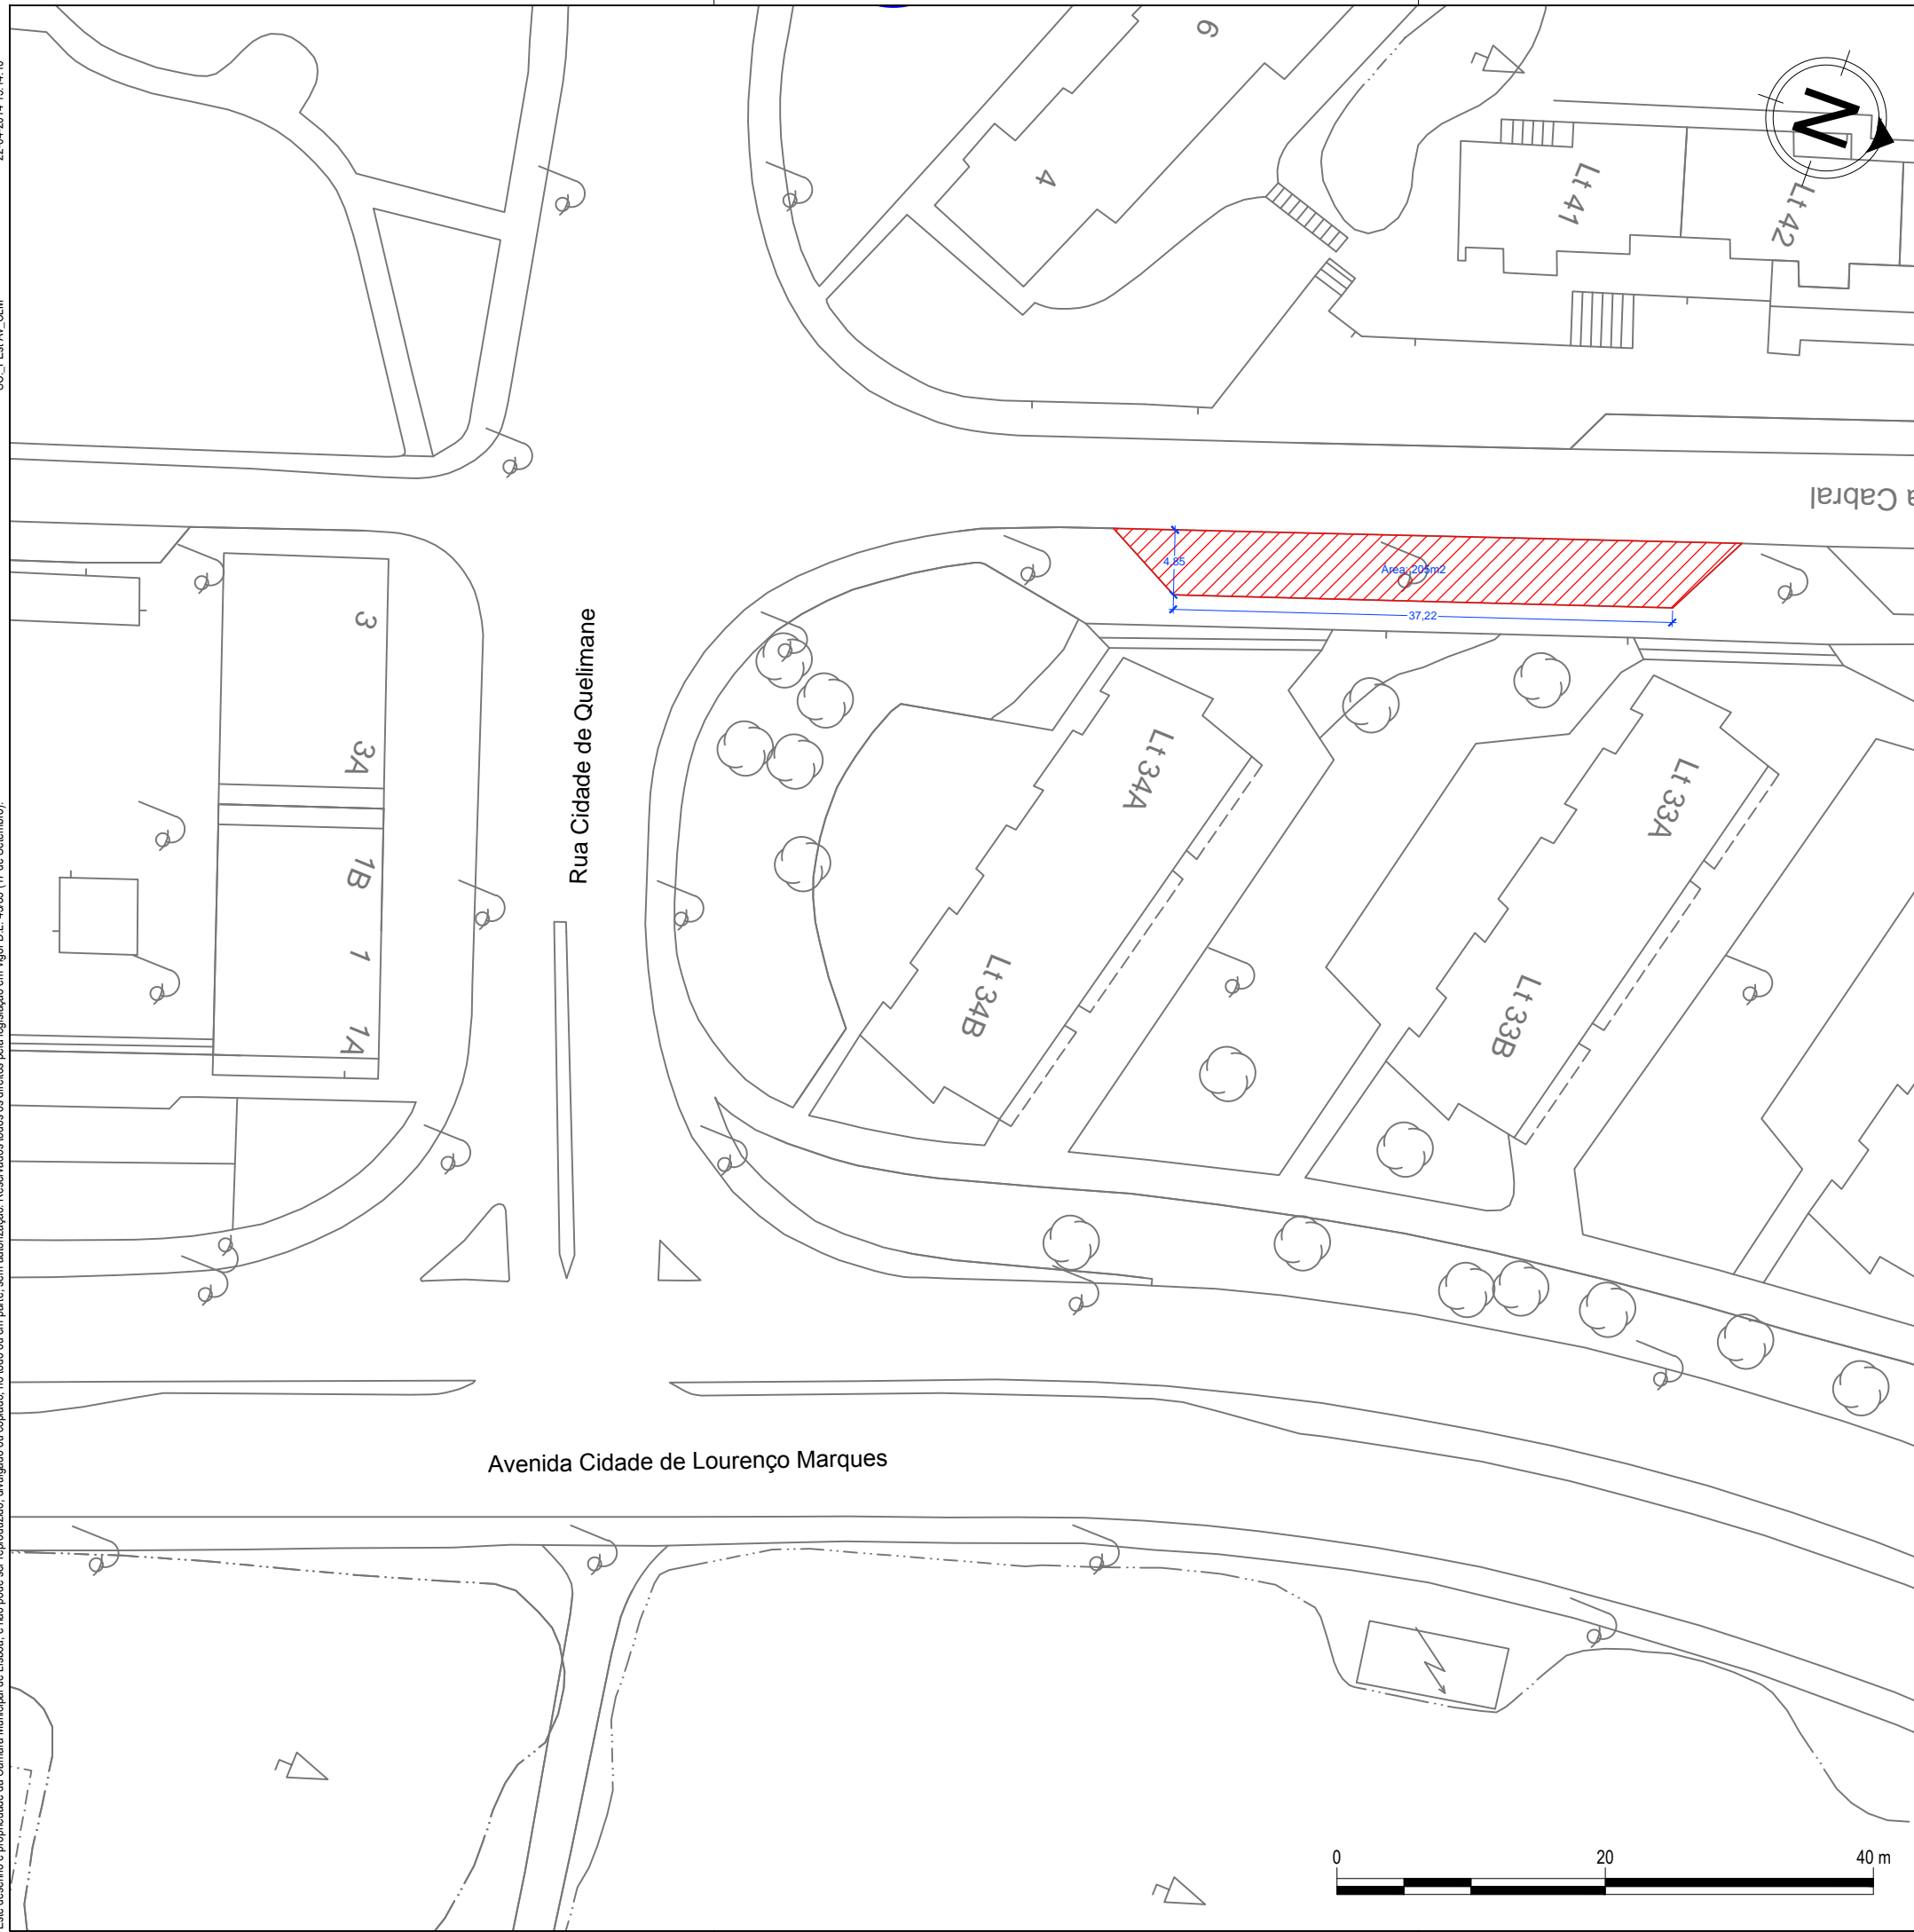 6
4
Lt 41
Lt 42
N
a Cabral
4,85
Area: 205m2
37,22
3
3A
1B
1
1A
Rua Cidade de Quelimane
Lt 34A
Lt 34B
Lt 33A
Lt 33B
Avenida Cidade de Lourenço Marques
0 20 40 m